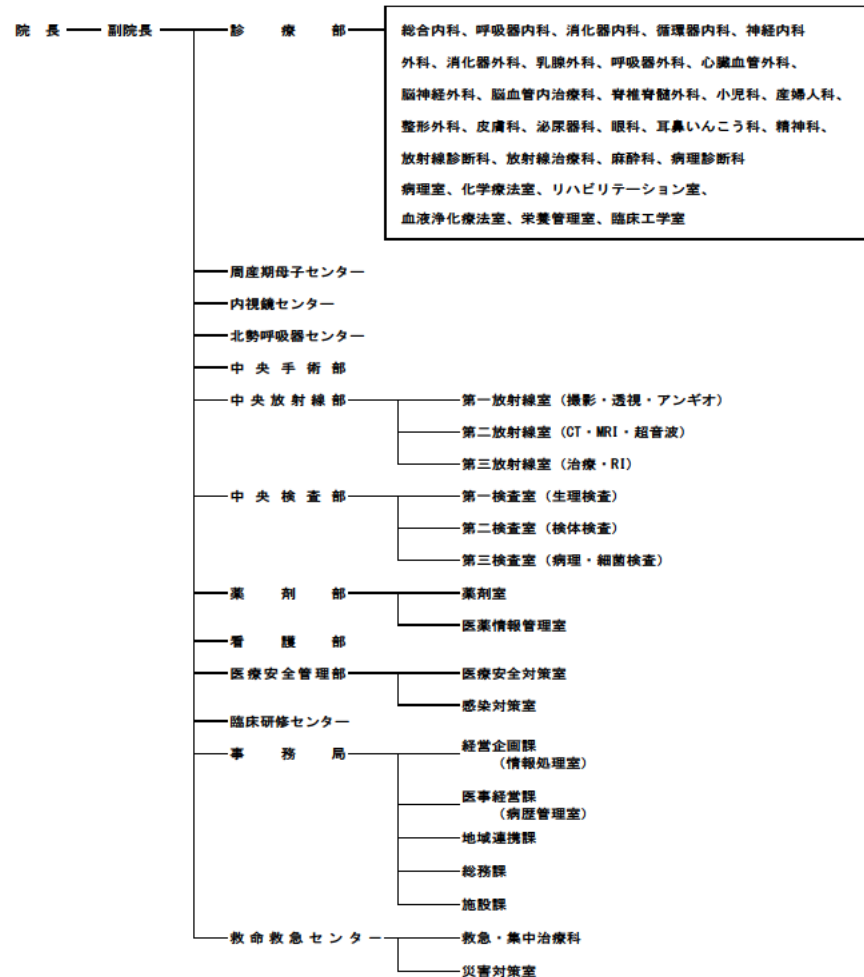 院長 副院長 診療部 総合内科、呼吸器内科、消化器内科、循環器内科、神経内科
外科、消化器外科、乳腺外科、呼吸器外科、心臓血管外科、
脳神経外科、脳血管内治療科、脊椎脊髄外科、小児科、産婦人科、
整形外科、皮膚科、泌尿器科、眼科、耳鼻いんこう科、精神科、
放射線診断科、放射線治療科、麻酔科、病理診断科
病理室、化学療法室、リハビリテーション室、
血液浄化療法室、栄養管理室、臨床工学室
周産期母子センター
内視鏡センター
北勢呼吸器センター
中央手術部
中央放射線部 第一放射線室（撮影・透視・アンギオ）
第二放射線室（CT・MRI・超音波）
第三放射線室（治療・RI）
中央検査部 第一検査室（生理検査）
第二検査室（検体検査）
第三検査室（病理・細菌検査）
薬剤部 薬剤室
医薬情報管理室
看護部
医療安全管理部 医療安全対策室
感染対策室
臨床研修センター
事務局 経営企画課
（情報処理室）
医事経営課
（病歴管理室）
地域連携課
総務課
施設課
救命救急センター 救急・集中治療科
災害対策室